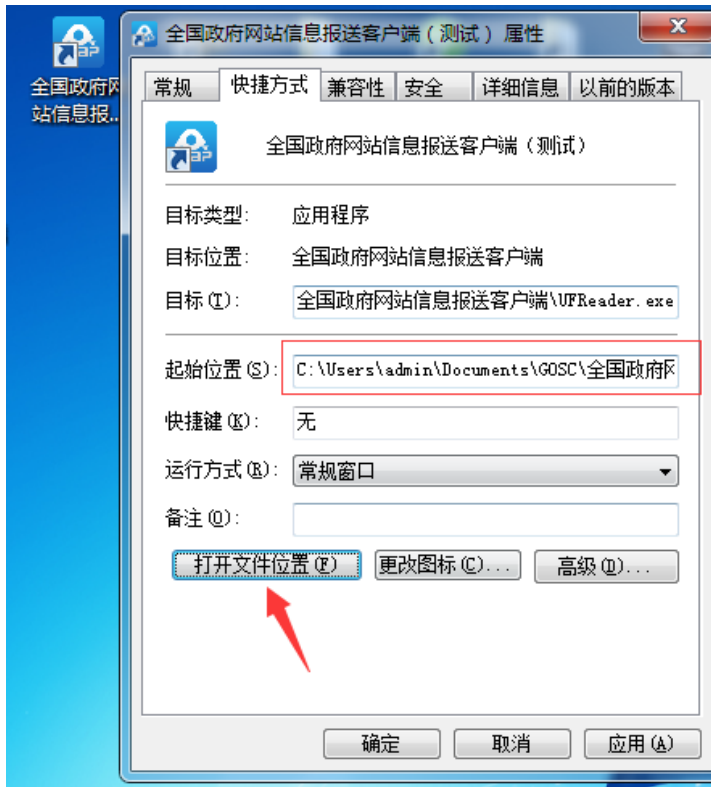 全国政府网
站信息报...
全国政府网站信息报送客户端（测试）属性
常规 快捷方式 兼容性 安全 详细信息 以前的版本
全国政府网站信息报送客户端（测试）
目标类型: 应用程序
目标位置: 全国政府网站信息报送客户端
目标(T): 全国政府网站信息报送客户端\UFReader.exe
起始位置(S): C:\Users\admin\Documents\GOSC\全国政府网
快捷键(K): 无
运行方式(R): 常规窗口
备注(O):
打开文件位置(F) 更改图标(C)... 高级(D)...
确定 取消 应用(A)